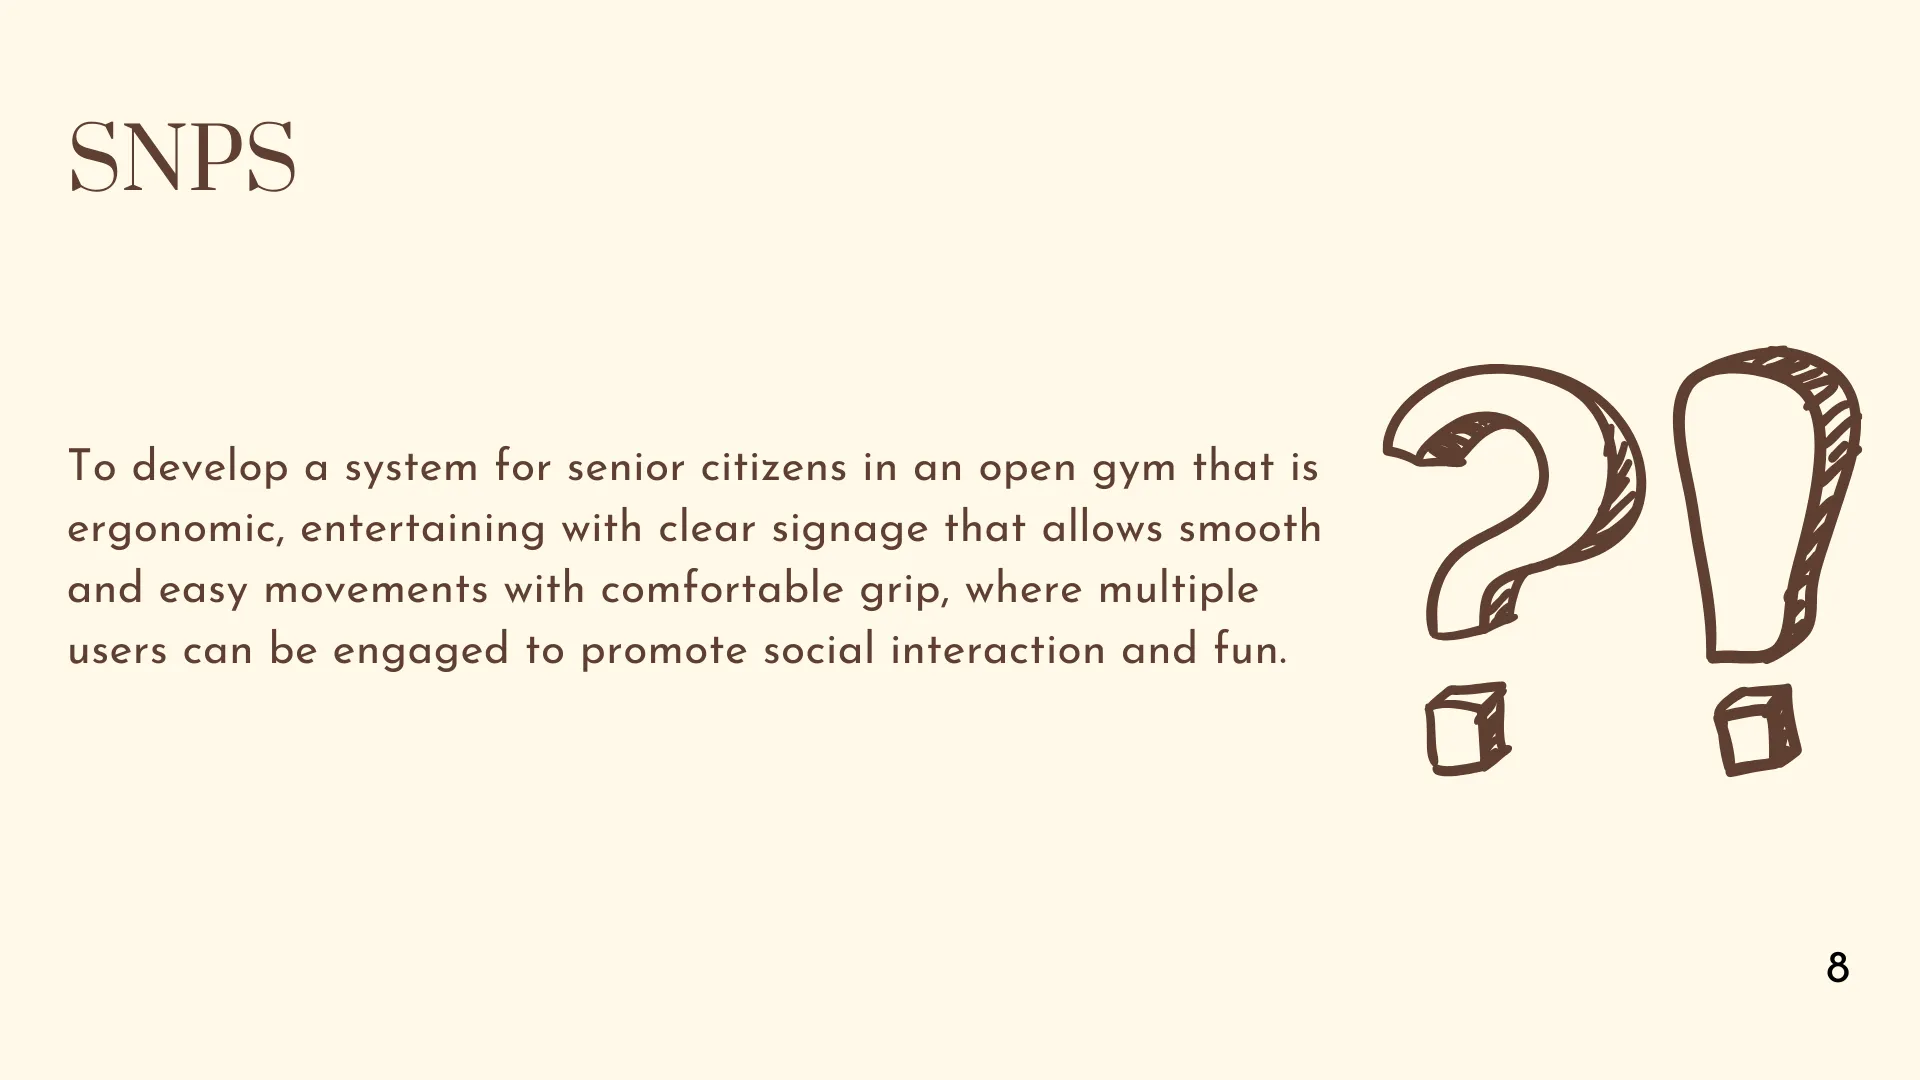 SNPS
To develop a system for senior citizens in an open gym that is
ergonomic, entertaining with clear signage that allows smooth
and easy movements with comfortable grip, where multiple
users can be engaged to promote social interaction and fun.
?!
8